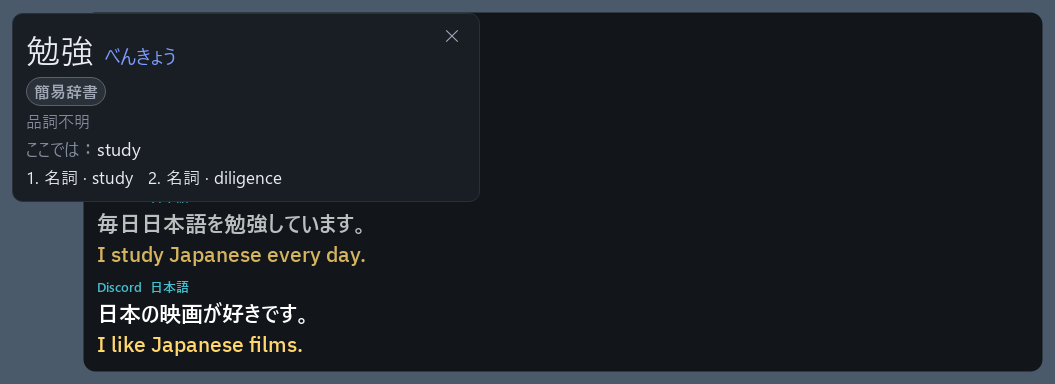 勉強 べんきょう
簡易辞書
品詞不明
ここでは：study
1. 名詞 · study 2. 名詞 · diligence
毎日日本語を勉強しています。
I study Japanese every day.
Discord 日本語
日本の映画が好きです。
I like Japanese films.